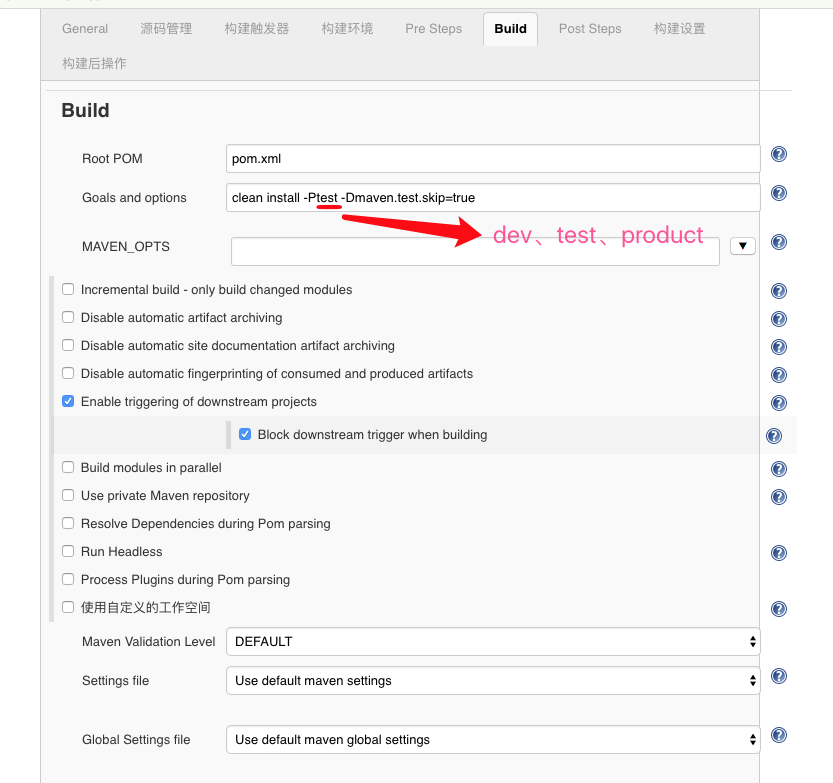 General 源码管理 构建触发器 构建环境 Pre Steps Build Post Steps 构建设置
构建后操作
Build
Root POM pom.xml
Goals and options clean install -Ptest -Dmaven.test.skip=true
dev、test、product
MAVEN_OPTS
Incremental build - only build changed modules
Disable automatic artifact archiving
Disable automatic site documentation artifact archiving
Disable automatic fingerprinting of consumed and produced artifacts
Enable triggering of downstream projects
Block downstream trigger when building
Build modules in parallel
Use private Maven repository
Resolve Dependencies during Pom parsing
Run Headless
Process Plugins during Pom parsing
使用自定义的工作空间
Maven Validation Level DEFAULT
Settings file Use default maven settings
Global Settings file Use default maven global settings